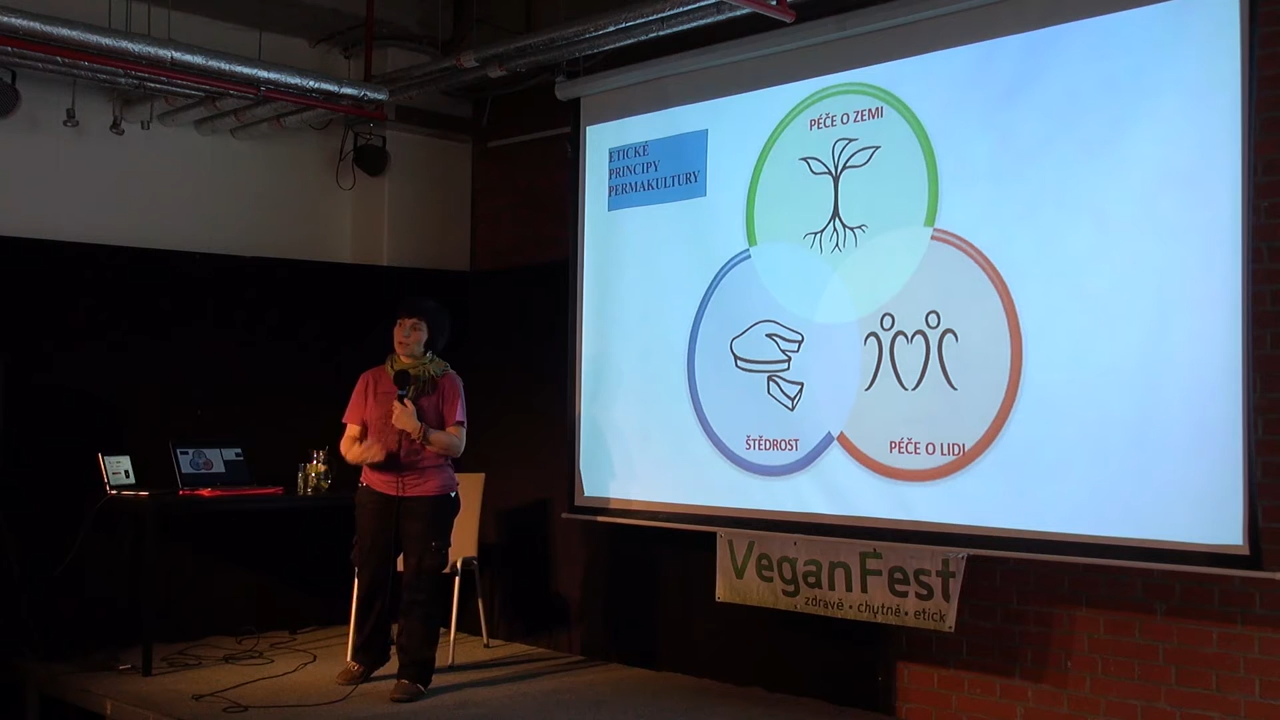 ETICKÉ
PRINCIPY
PERMAKULTURY
PÉČE O ZEMI
ŠTĚDROST
PÉČE O LIDI
VeganFest
zdravě • chutně • etick